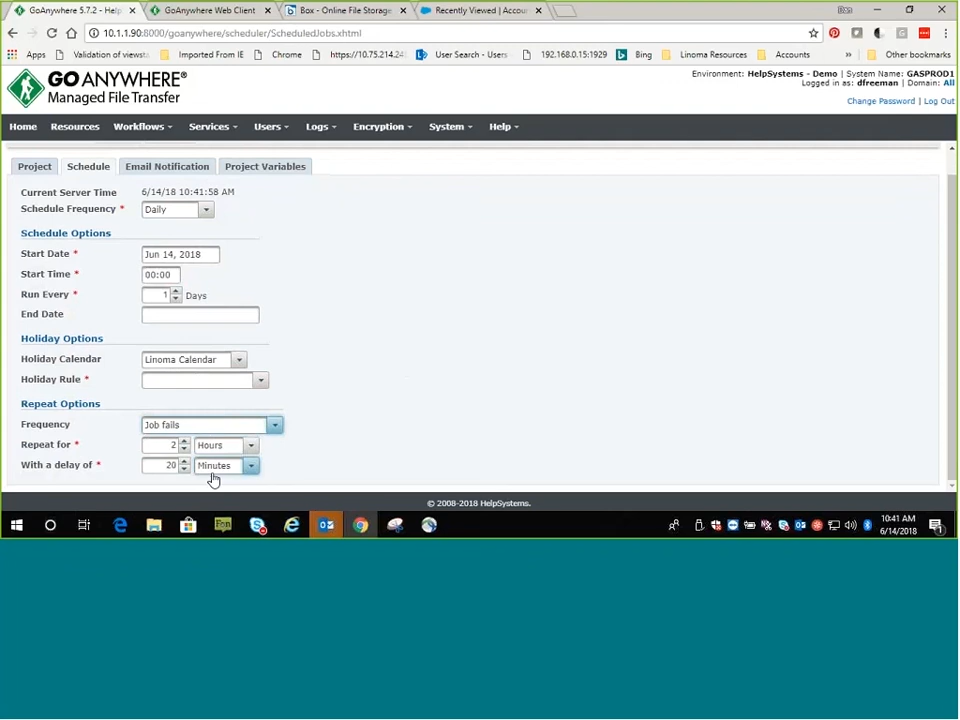 GoAnywhere 5.7.2 - Help
GoAnywhere Web Client
Box - Online File Storage
Recently Viewed | Accou
10.1.1.90:8000/goanywhere/scheduler/ScheduledJobs.xhtml
Apps
Validation of viewsta
Imported From IE
Chrome
https://10.75.214.24
User Search - Users
192.168.0.15:1929
Bing
Linoma Resources
Accounts
»
Other bookmarks
GO ANYWHERE®
Managed File Transfer
Environment: HelpSystems - Demo | System Name: GASPROD1
Logged in as: dfreeman | Domain: All
Change Password | Log Out
Home
Resources
Workflows
Services
Users
Logs
Encryption
System
Help
Project
Schedule
Email Notification
Project Variables
Current Server Time 6/14/18 10:41:58 AM
Schedule Frequency * Daily
Schedule Options
Start Date * Jun 14, 2018
Start Time * 00:00
Run Every * 1 Days
End Date
Holiday Options
Holiday Calendar Linoma Calendar
Holiday Rule *
Repeat Options
Frequency Job fails
Repeat for * 2 Hours
With a delay of * 20 Minutes
© 2008-2018 HelpSystems.
10:41 AM
6/14/2018